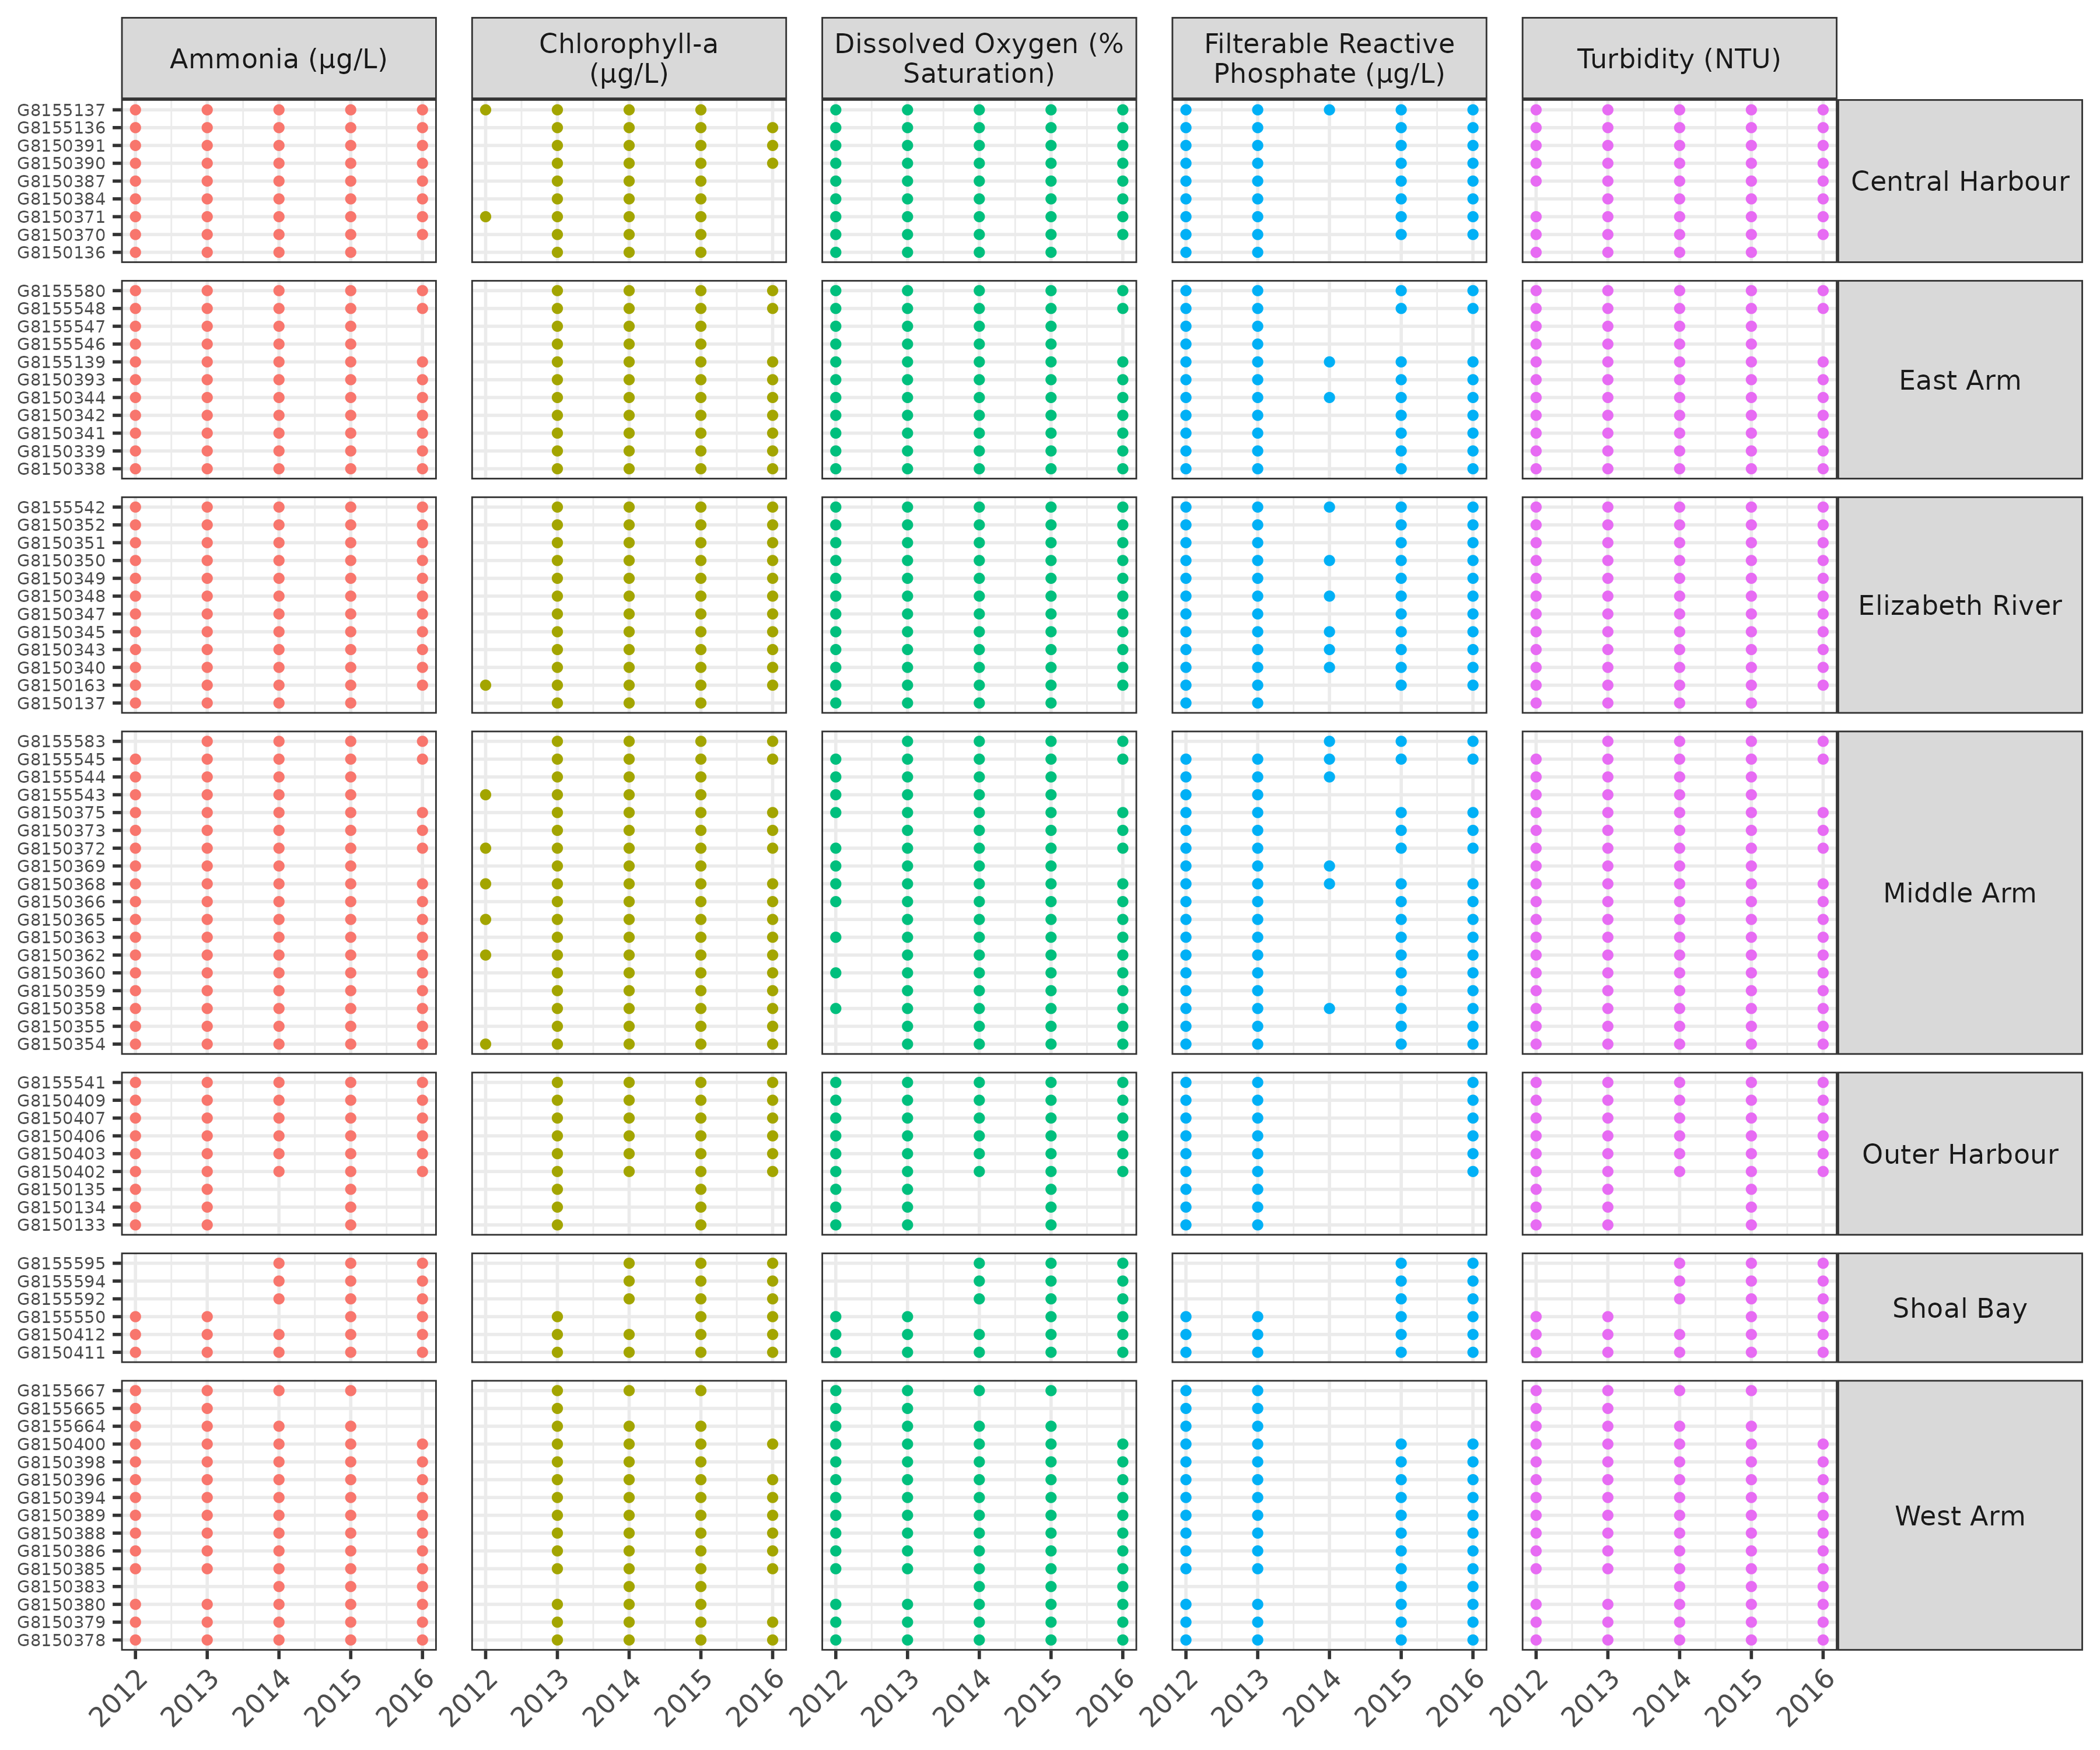 Ammonia (µg/L)
Chlorophyll-a
(µg/L)
Dissolved Oxygen (%
Saturation)
Filterable Reactive
Phosphate (µg/L)
Turbidity (NTU)
G8155137
G8155136
G8150391
G8150390
G8150387
G8150384
G8150371
G8150370
G8150136
Central Harbour
G8155580
G8155548
G8155547
G8155546
G8155139
G8150393
G8150344
G8150342
G8150341
G8150339
G8150338
East Arm
G8155542
G8150352
G8150351
G8150350
G8150349
G8150348
G8150347
G8150345
G8150343
G8150340
G8150163
G8150137
Elizabeth River
G8155583
G8155545
G8155544
G8155543
G8150375
G8150373
G8150372
G8150369
G8150368
G8150366
G8150365
G8150363
G8150362
G8150360
G8150359
G8150358
G8150355
G8150354
Middle Arm
G8155541
G8150409
G8150407
G8150406
G8150403
G8150402
G8150135
G8150134
G8150133
Outer Harbour
G8155595
G8155594
G8155592
G8155550
G8150412
G8150411
Shoal Bay
G8155667
G8155665
G8155664
G8150400
G8150398
G8150396
G8150394
G8150389
G8150388
G8150386
G8150385
G8150383
G8150380
G8150379
G8150378
West Arm
2012 2013 2014 2015 2016
2012 2013 2014 2015 2016
2012 2013 2014 2015 2016
2012 2013 2014 2015 2016
2012 2013 2014 2015 2016